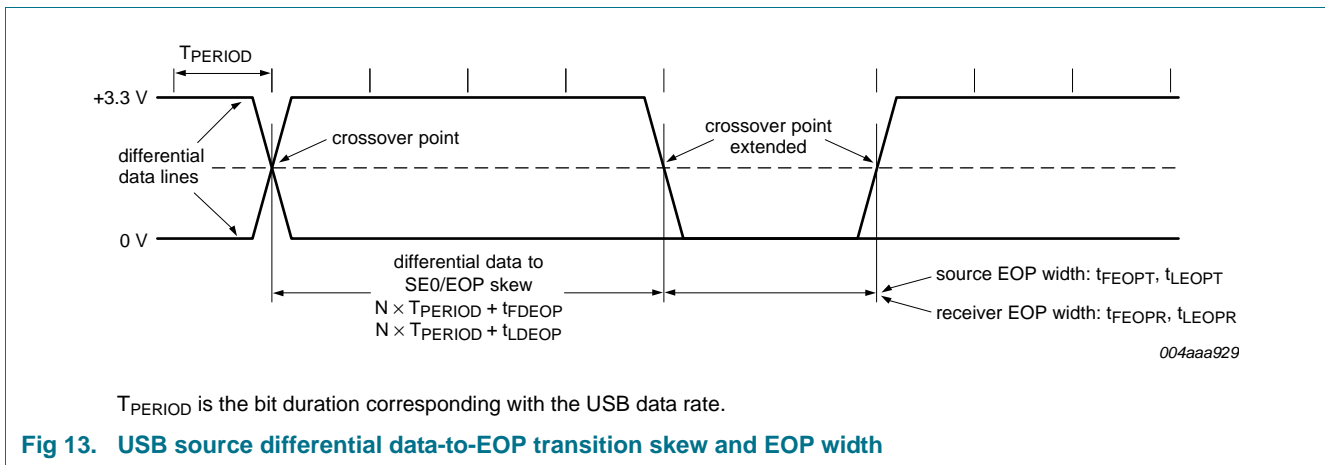 TPERIOD
+3.3 V
crossover point
crossover point
extended
differential
data lines
0 V
differential data to
SE0/EOP skew
N × TPERIOD + tFDEOP
N × TPERIOD + tLDEOP
source EOP width: tFEOPT, tLEOPT
receiver EOP width: tFEOPR, tLEOPR
004aaa929
TPERIOD is the bit duration corresponding with the USB data rate.
Fig 13. USB source differential data-to-EOP transition skew and EOP width